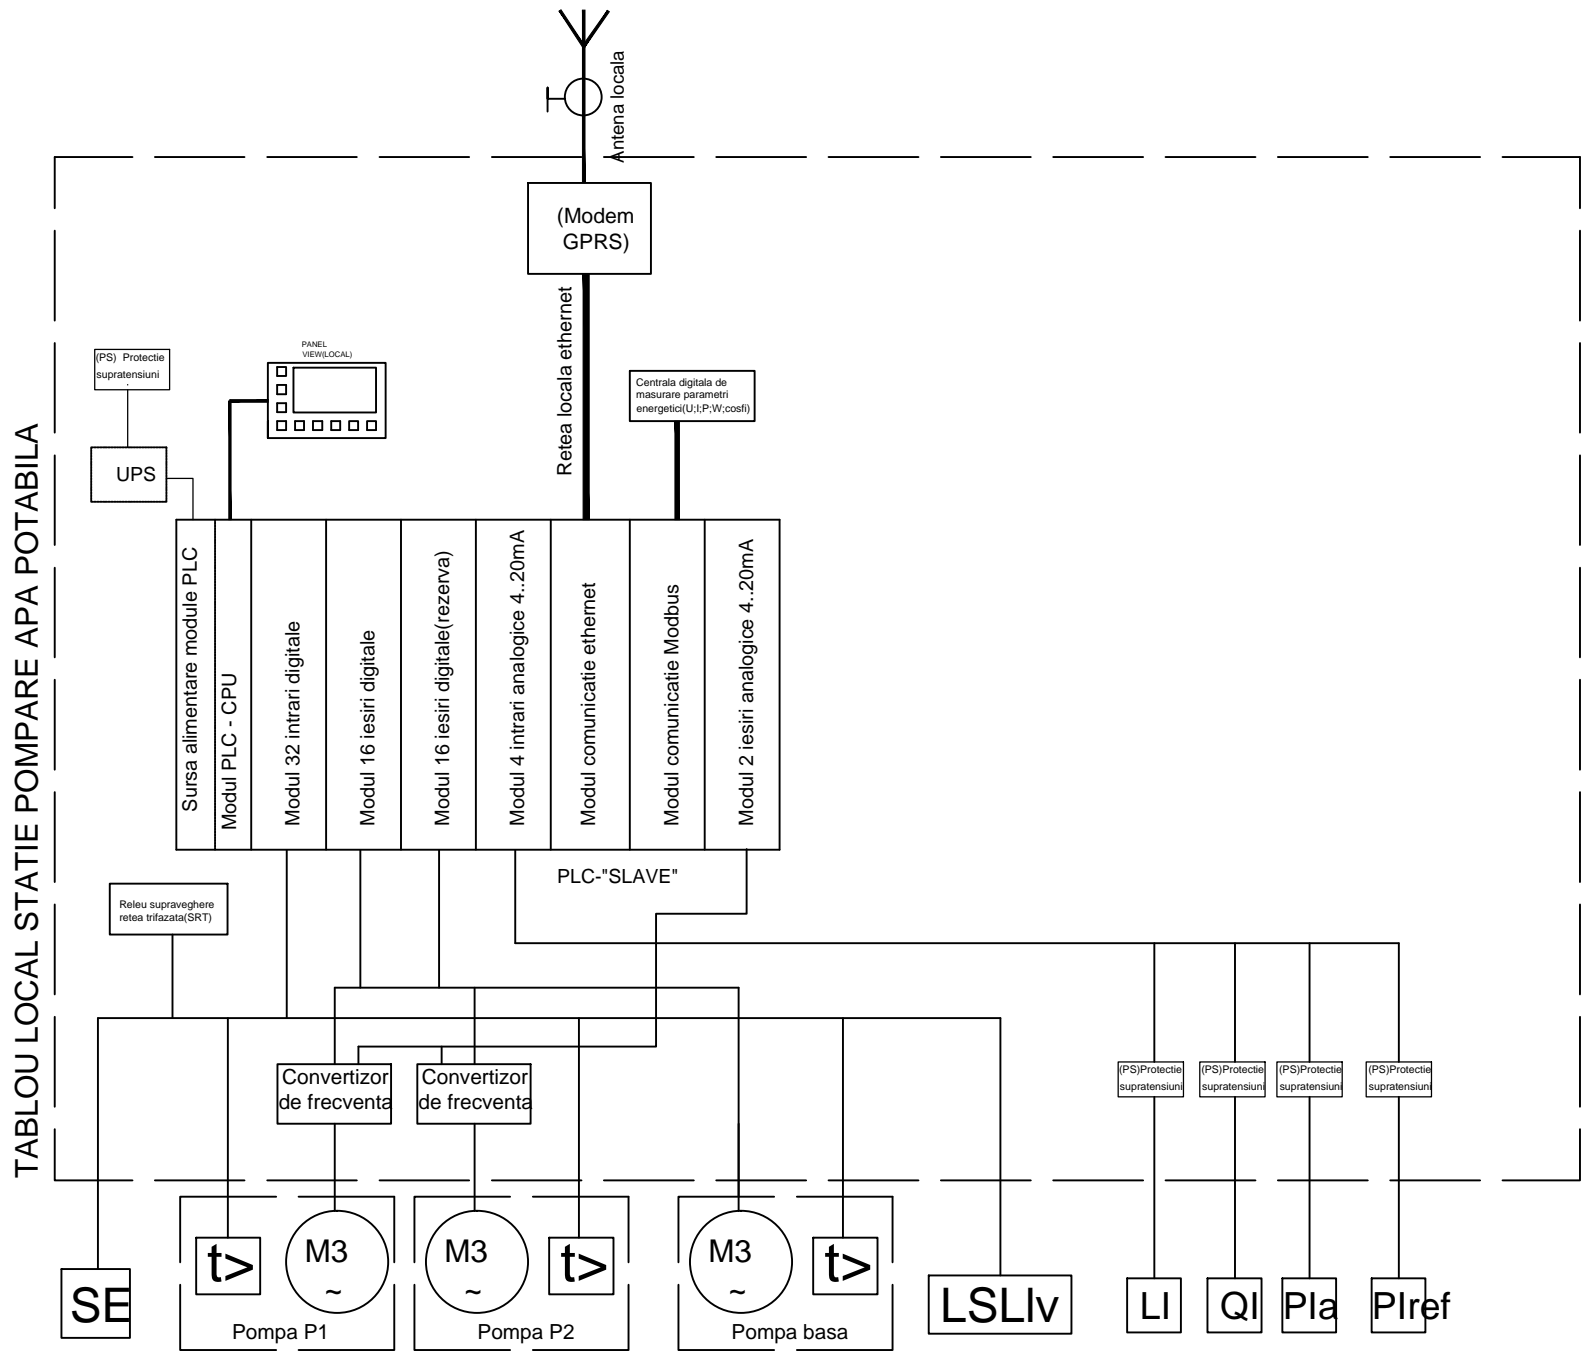 Antena locala
(Modem
GPRS)
Retea locala ethernet
(PS) Protectie
supratensiuni
PANEL
VIEW(LOCAL)
Centrala digitala de
masurare parametri
energetici(U;I;P;W;cosfi)
UPS
TABLOU LOCAL STATIE POMPARE APA POTABILA
Sursa alimentare module PLC
Modul PLC - CPU
Modul 32 intrari digitale
Modul 16 iesiri digitale
Modul 16 iesiri digitale(rezerva)
Modul 4 intrari analogice 4..20mA
Modul comunicatie ethernet
Modul comunicatie Modbus
Modul 2 iesiri analogice 4..20mA
PLC-"SLAVE"
Releu supraveghere
retea trifazata(SRT)
Convertizor
de frecventa
Convertizor
de frecventa
(PS)Protectie
supratensiuni
(PS)Protectie
supratensiuni
(PS)Protectie
supratensiuni
(PS)Protectie
supratensiuni
SE
t>
M3
~
Pompa P1
M3
~
t>
Pompa P2
M3
~
t>
Pompa basa
LSLIv
LI
QI
PIa
PIref